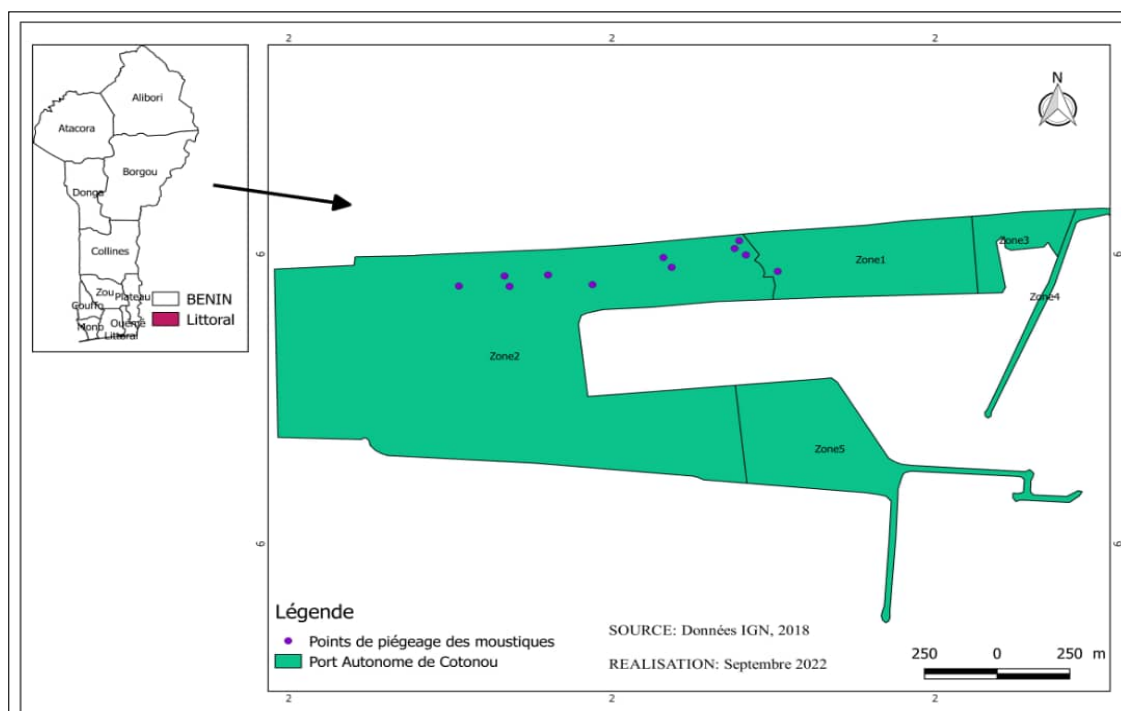 2 2 2
N
Alibori
Atacora
Borgou
Donga
Collines
Zou
Plateau
Couffo
Mono
Ouémé
Littoral
BENIN
Littoral
6 6
Zone3
Zone1
Zone4
Zone2
Zone5
6 6
Légende
Points de piégeage des moustiques
Port Autonome de Cotonou
SOURCE: Données IGN, 2018
REALISATION: Septembre 2022
250 0 250 m
2 2 2